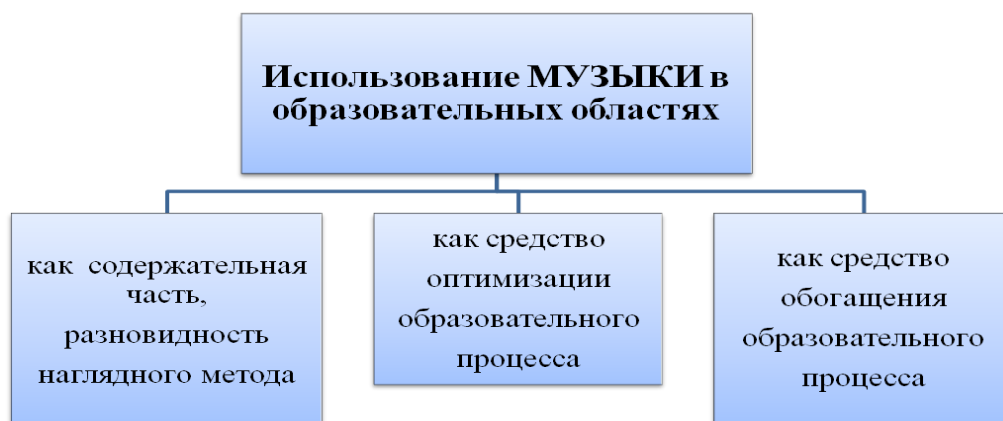 Использование МУЗЫКИ в
образовательных областях
как содержательная
часть,
разновидность
наглядного метода
как средство
оптимизации
образовательного
процесса
как средство
обогащения
образовательного
процесса